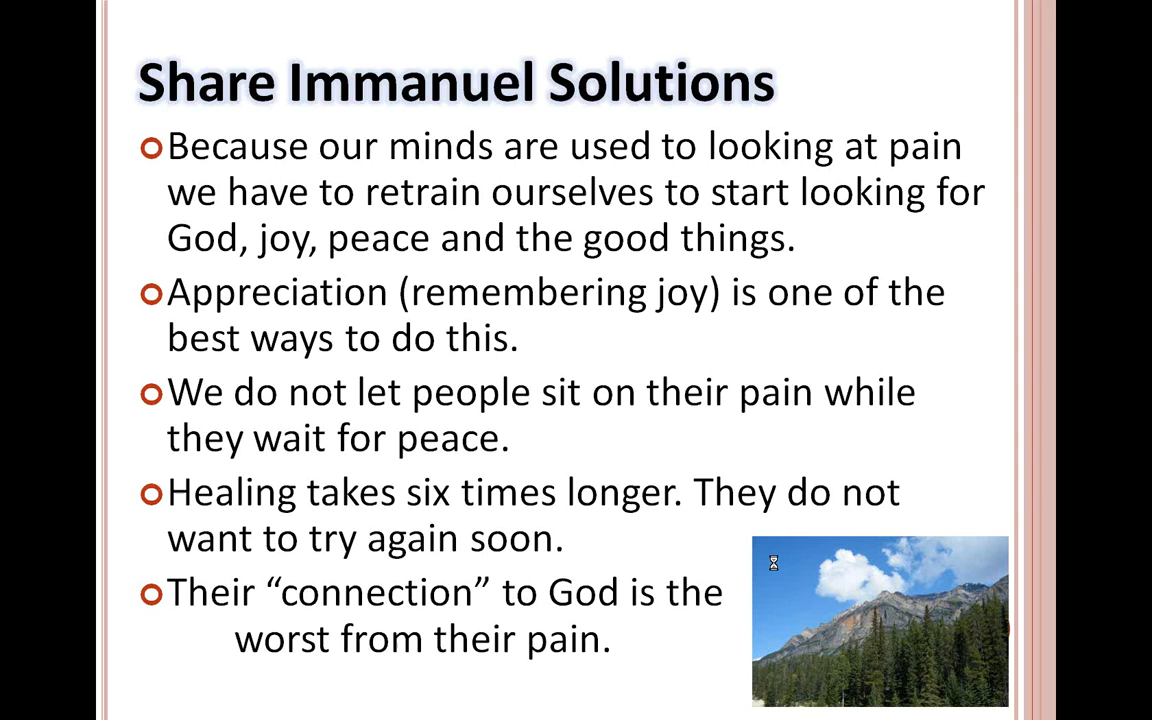 Share Immanuel Solutions
Because our minds are used to looking at pain
we have to retrain ourselves to start looking for
God, joy, peace and the good things.
Appreciation (remembering joy) is one of the
best ways to do this.
We do not let people sit on their pain while
they wait for peace.
Healing takes six times longer. They do not
want to try again soon.
Their “connection” to God is the
worst from their pain.